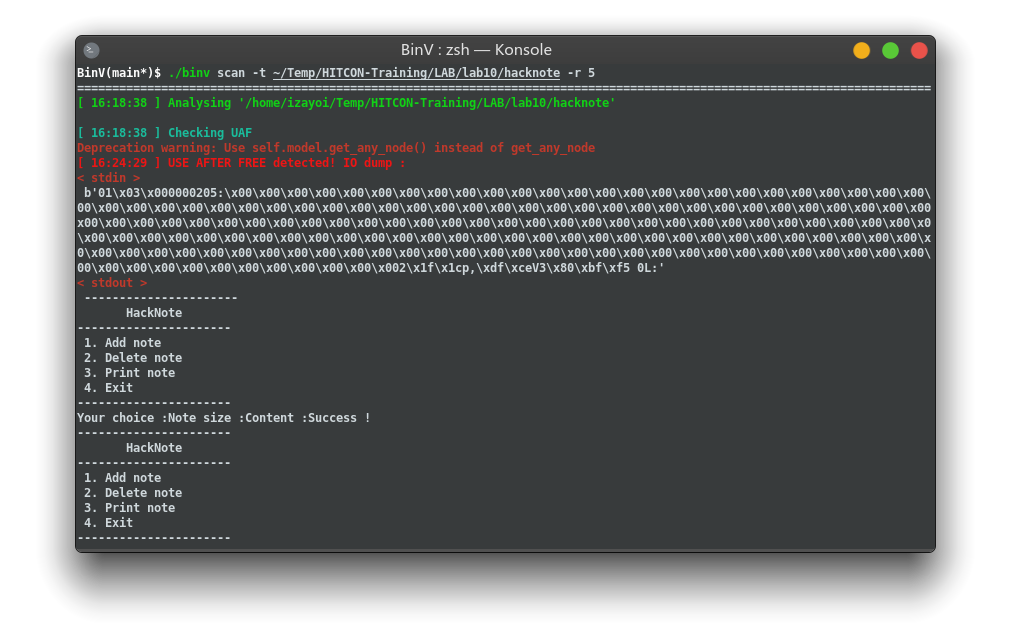 BinV : zsh — Konsole
BinV(main*)$ ./binv scan -t ~/Temp/HITCON-Training/LAB/lab10/hacknote -r 5
==========================================================================================================================
[ 16:18:38 ] Analysing '/home/izayoi/Temp/HITCON-Training/LAB/lab10/hacknote'
[ 16:18:38 ] Checking UAF
Deprecation warning: Use self.model.get_any_node() instead of get_any_node
[ 16:24:29 ] USE AFTER FREE detected! IO dump :
< stdin >
 b'01\x03\x000000205:\x00\x00\x00\x00\x00\x00\x00\x00\x00\x00\x00\x00\x00\x00\x00\x00\x00\x00\x00\x00\x00\x00\x00\x00\x00\
00\x00\x00\x00\x00\x00\x00\x00\x00\x00\x00\x00\x00\x00\x00\x00\x00\x00\x00\x00\x00\x00\x00\x00\x00\x00\x00\x00\x00\x00\x00
x00\x00\x00\x00\x00\x00\x00\x00\x00\x00\x00\x00\x00\x00\x00\x00\x00\x00\x00\x00\x00\x00\x00\x00\x00\x00\x00\x00\x00\x00\x0
\x00\x00\x00\x00\x00\x00\x00\x00\x00\x00\x00\x00\x00\x00\x00\x00\x00\x00\x00\x00\x00\x00\x00\x00\x00\x00\x00\x00\x00\x00\x
0\x00\x00\x00\x00\x00\x00\x00\x00\x00\x00\x00\x00\x00\x00\x00\x00\x00\x00\x00\x00\x00\x00\x00\x00\x00\x00\x00\x00\x00\x00\
00\x00\x00\x00\x00\x00\x00\x00\x00\x00\x00\x002\x1f\x1cp,\xdf\xceV3\x80\xbf\xf5 0L:'
< stdout >
 ----------------------
       HackNote
----------------------
 1. Add note
 2. Delete note
 3. Print note
 4. Exit
----------------------
Your choice :Note size :Content :Success !
----------------------
       HackNote
----------------------
 1. Add note
 2. Delete note
 3. Print note
 4. Exit
----------------------